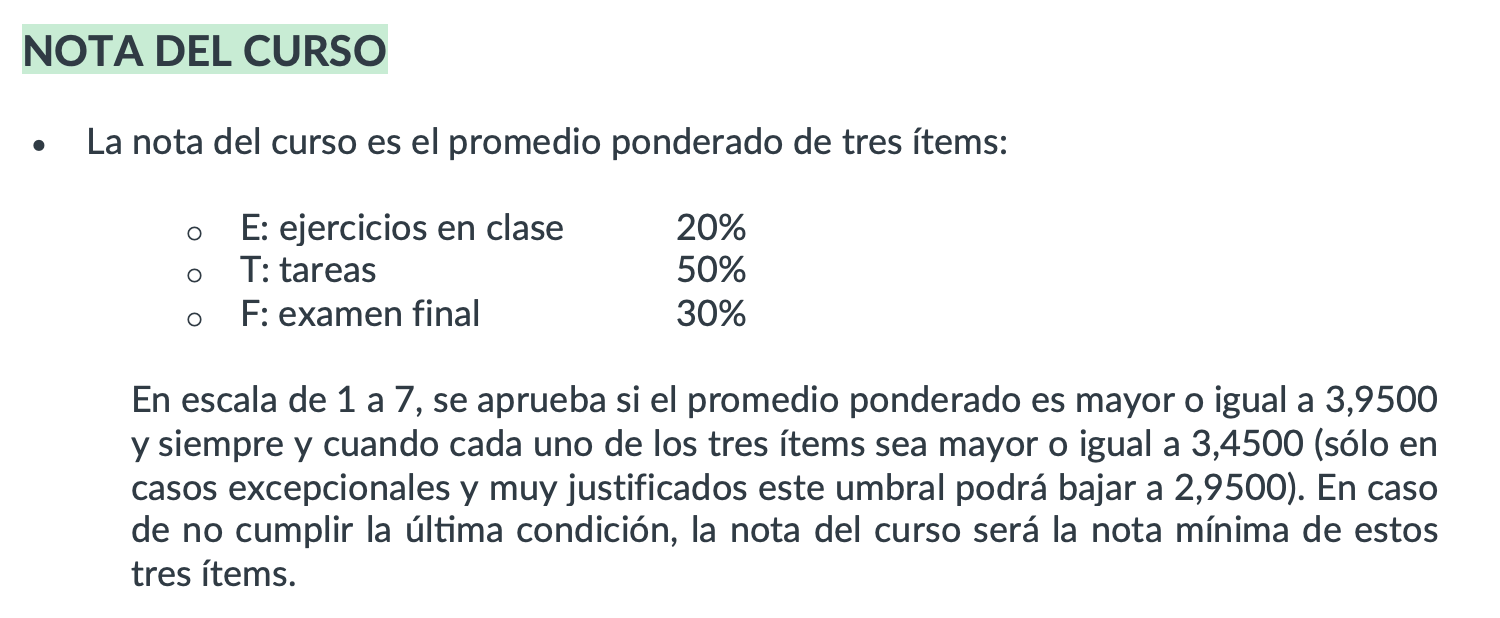 NOTA DEL CURSO
• La nota del curso es el promedio ponderado de tres ítems:
o E: ejercicios en clase 20%
o T: tareas 50%
o F: examen final 30%
En escala de 1 a 7, se aprueba si el promedio ponderado es mayor o igual a 3,9500
y siempre y cuando cada uno de los tres ítems sea mayor o igual a 3,4500 (sólo en
casos excepcionales y muy justificados este umbral podrá bajar a 2,9500). En caso
de no cumplir la última condición, la nota del curso será la nota mínima de estos
tres ítems.